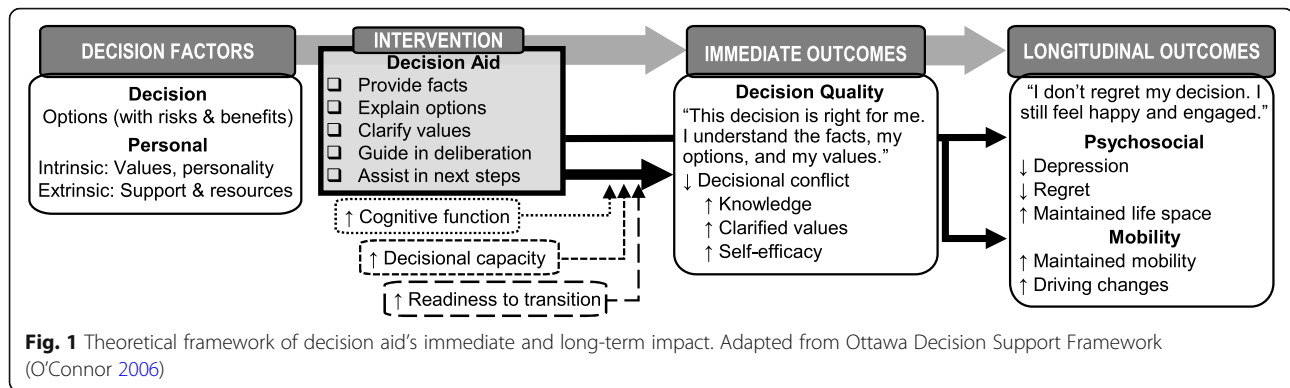 DECISION FACTORS
Decision
Options (with risks & benefits)
Personal
Intrinsic: Values, personality
Extrinsic: Support & resources
INTERVENTION
Decision Aid
❑ Provide facts
❑ Explain options
❑ Clarify values
❑ Guide in deliberation
❑ Assist in next steps
↑ Cognitive function
↑ Decisional capacity
↑ Readiness to transition
IMMEDIATE OUTCOMES
Decision Quality
“This decision is right for me.
I understand the facts, my
options, and my values.”
↓ Decisional conflict
↑ Knowledge
↑ Clarified values
↑ Self-efficacy
LONGITUDINAL OUTCOMES
“I don’t regret my decision. I
still feel happy and engaged.”
Psychosocial
↓ Depression
↓ Regret
↑ Maintained life space
Mobility
↑ Maintained mobility
↑ Driving changes
Fig. 1 Theoretical framework of decision aid’s immediate and long-term impact. Adapted from Ottawa Decision Support Framework
(O’Connor 2006)